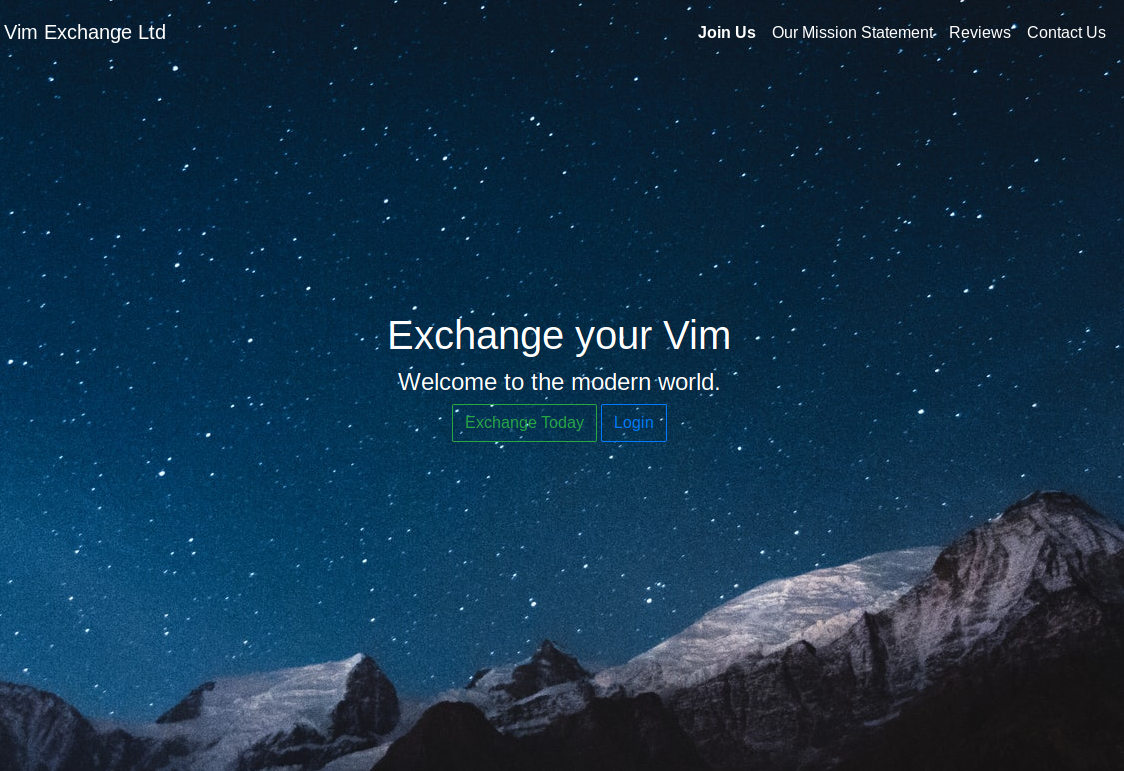 Vim Exchange Ltd
Join Us Our Mission Statement Reviews Contact Us
Exchange your Vim
Welcome to the modern world.
Exchange Today Login